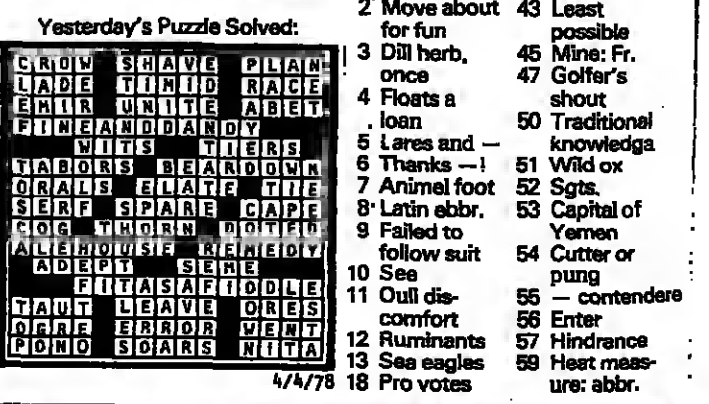 Yesterday's Puzzle Solved:
CROW SHAVE PLAN
LADE TIMID RACE
EMIR UNITE ABET
FINEANDDANDY
WITS TIERS
TABORS BEARDOWN
ORALS ELATE TIE
SERF SPARE CAPE
COG THORN DOTED
ALEHOUSE REMEDY
ADEPT SEME
FITASAFIDDLE
TAUT LEAVE ORES
OGRE ERROR WENT
POND SOARS NITA
4/4/78
2 Move about
for fun
3 Dill herb,
once
4 Floats a
loan
5 Lares and —
6 Thanks —!
7 Animal foot
8 Latin abbr.
9 Failed to
follow suit
10 See
11 Dull dis-
comfort
12 Ruminants
13 Sea eagles
18 Pro votes
43 Least
possible
45 Mine: Fr.
47 Golfer's
shout
50 Traditional
knowledga
51 Wild ox
52 Sgts.
53 Capital of
Yemen
54 Cutter or
pung
55 — contendere
56 Enter
57 Hindrance
59 Heat meas-
ure: abbr.